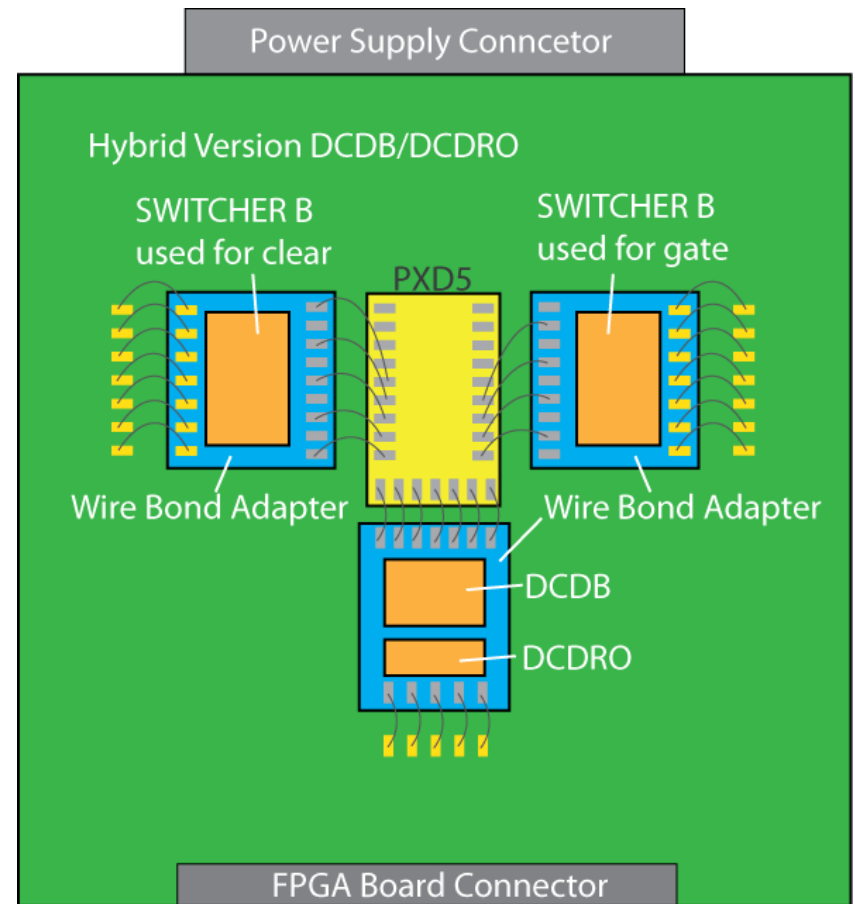 Power Supply Conncetor
Hybrid Version DCDB/DCDRO
SWITCHER B
used for clear
SWITCHER B
used for gate
PXD5
Wire Bond Adapter
Wire Bond Adapter
DCDB
DCDRO
FPGA Board Connector